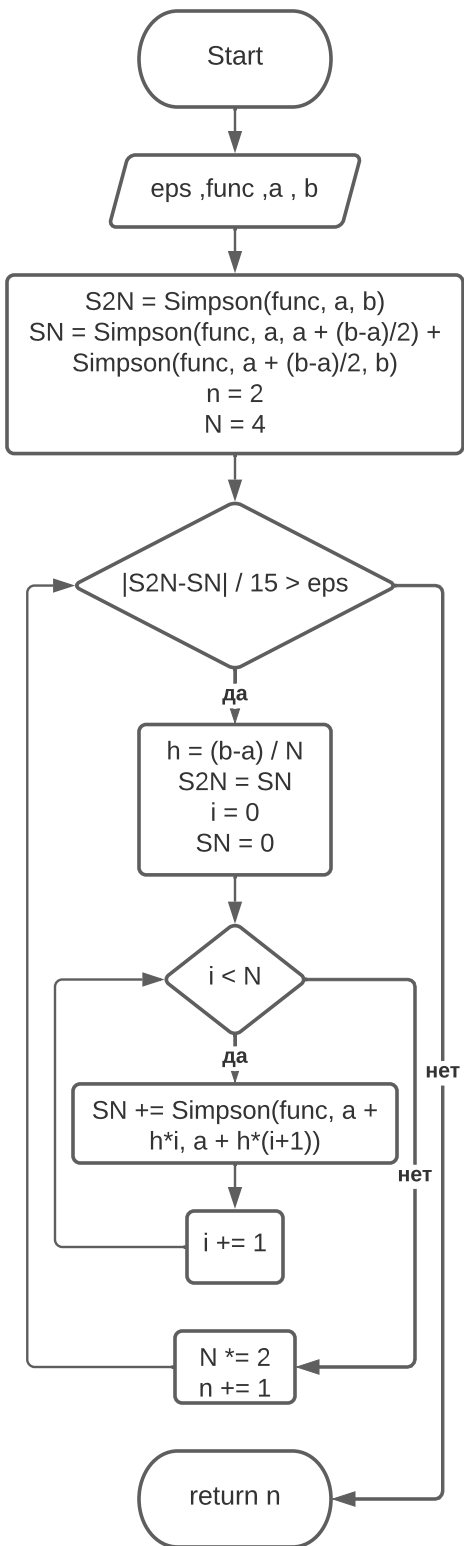 Start
eps ,func ,a , b
S2N = Simpson(func, a, b)
SN = Simpson(func, a, a + (b-a)/2) +
Simpson(func, a + (b-a)/2, b)
n = 2
N = 4
|S2N-SN| / 15 > eps
да
h = (b-a) / N
S2N = SN
i = 0
SN = 0
i < N
да
нет
SN += Simpson(func, a +
h*i, a + h*(i+1))
нет
i += 1
N *= 2
n += 1
return n